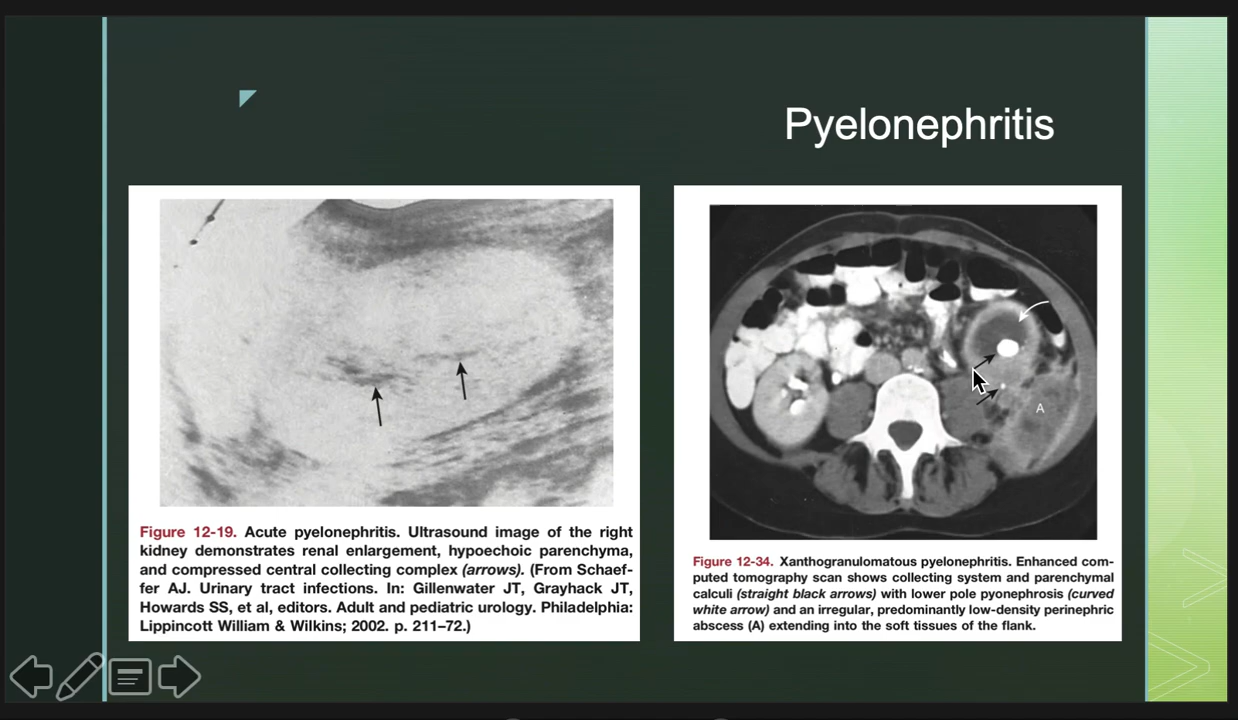 Pyelonephritis
Figure 12-19. Acute pyelonephritis. Ultrasound image of the right
kidney demonstrates renal enlargement, hypoechoic parenchyma,
and compressed central collecting complex (arrows). (From Schaef-
fer AJ. Urinary tract infections. In: Gillenwater JT, Grayhack JT,
Howards SS, et al, editors. Adult and pediatric urology. Philadelphia:
Lippincott William & Wilkins; 2002. p. 211–72.)
A
Figure 12-34. Xanthogranulomatous pyelonephritis. Enhanced com-
puted tomography scan shows collecting system and parenchymal
calculi (straight black arrows) with lower pole pyonephrosis (curved
white arrow) and an irregular, predominantly low-density perinephric
abscess (A) extending into the soft tissues of the flank.